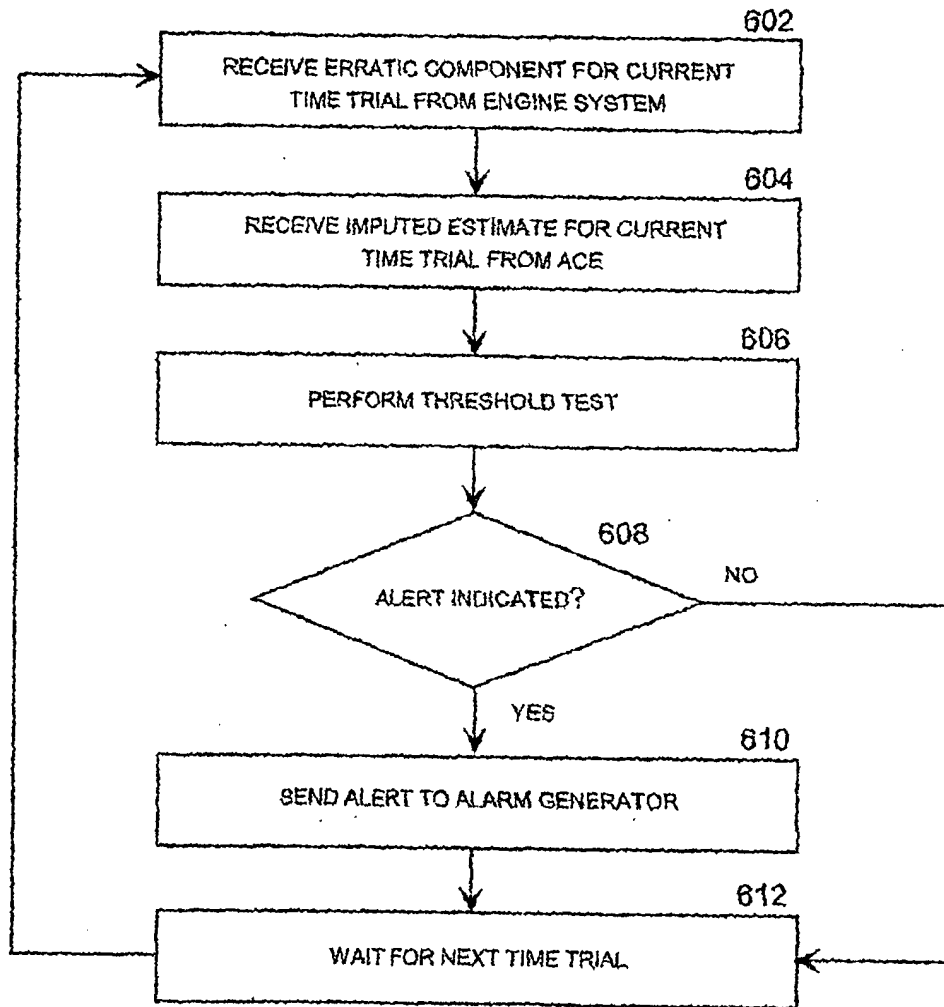 602
RECEIVE ERRATIC COMPONENT FOR CURRENT
TIME TRIAL FROM ENGINE SYSTEM
604
RECEIVE IMPUTED ESTIMATE FOR CURRENT
TIME TRIAL FROM ACE
606
PERFORM THRESHOLD TEST
608
ALERT INDICATED?
NO
YES
610
SEND ALERT TO ALARM GENERATOR
612
WAIT FOR NEXT TIME TRIAL